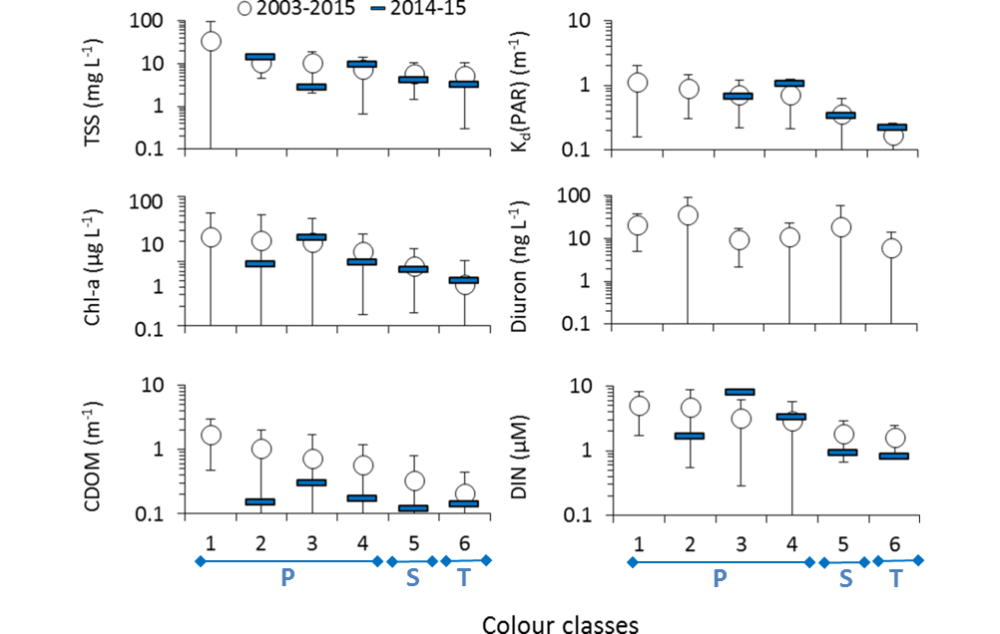 2003-2015 2014-15
TSS (mg L⁻¹)
100
10
1
0.1
K_d(PAR) (m⁻¹)
10
1
0.1
Chl-a (µg L⁻¹)
100
10
1
0.1
Diuron (ng L⁻¹)
100
10
1
0.1
CDOM (m⁻¹)
10
1
0.1
DIN (µM)
10
1
0.1
1 2 3 4 5 6
P S T
1 2 3 4 5 6
P S T
Colour classes